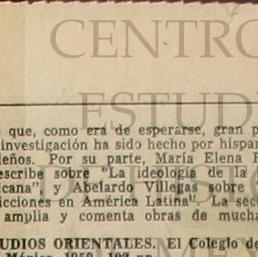 CENTRO
ESTUD
que, como era de esperarse, gran p
investigación ha sido hecho por hispan
leños. Por su parte, María Elena R
escribe sobre "La ideología de la
icana", y Abelardo Villegas sobre
icciones en América Latina". La sec
amplia y comenta obras de mucha
UDIOS ORIENTALES. El Colegio de